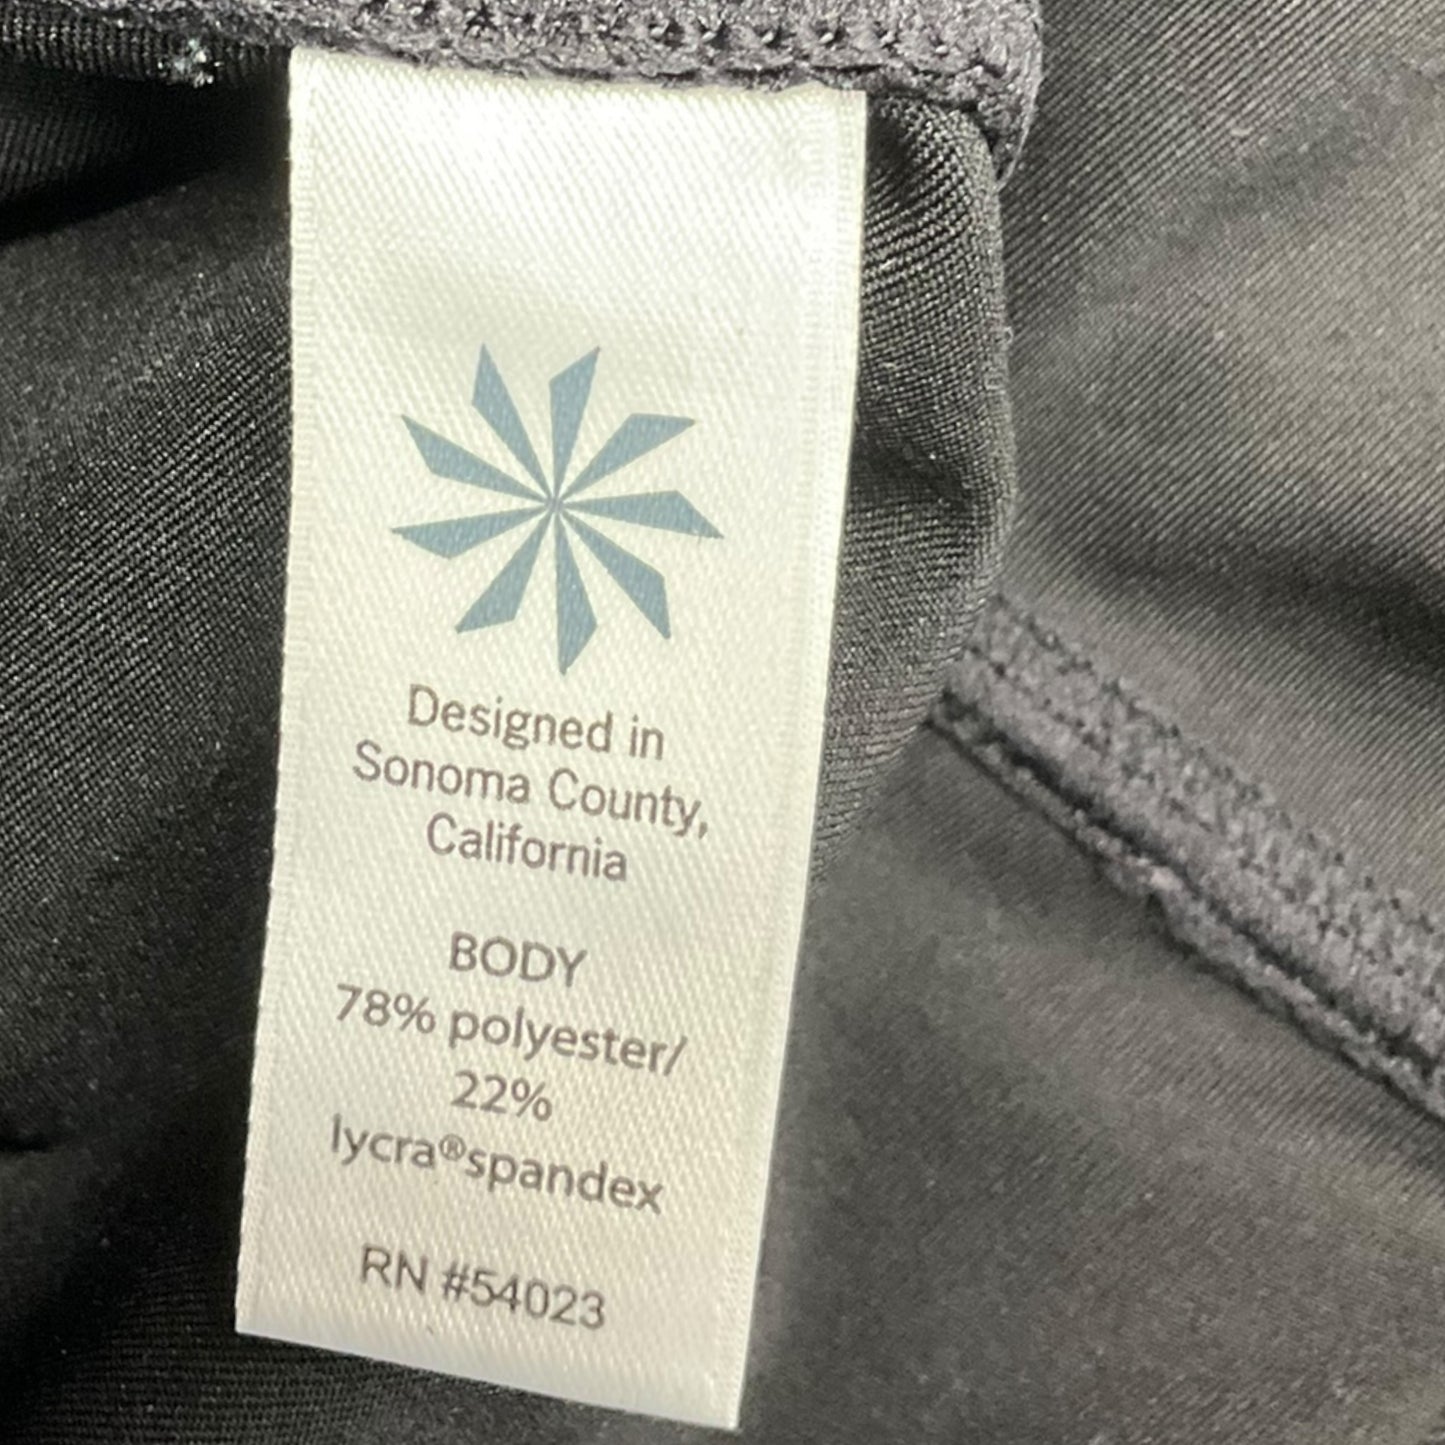 Designed in
Sonoma County,
California
BODY
78% polyester/
22%
lycra®spandex
RN #54023